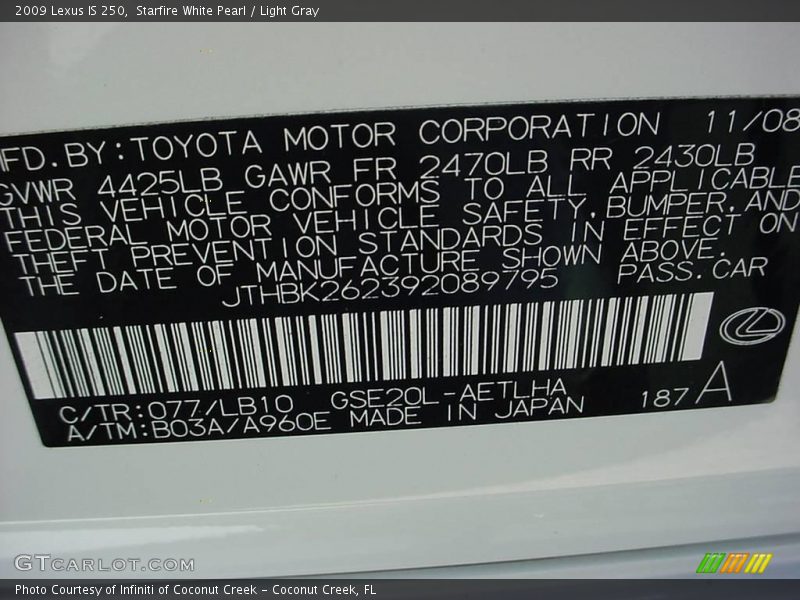 2009 Lexus IS 250,  Starfire White Pearl / Light Gray
MFD. BY: TOYOTA MOTOR CORPORATION 11/08
GVWR 4425LB GAWR FR 2470LB RR 2430LB
THIS VEHICLE CONFORMS TO ALL APPLICABLE
FEDERAL MOTOR VEHICLE SAFETY, BUMPER, AND
THEFT PREVENTION STANDARDS IN EFFECT ON
THE DATE OF MANUFACTURE SHOWN ABOVE.
JTHBK262392089795 PASS. CAR
C/TR: 077/LB10 GSE20L-AETLHA
A/TM: B03A/A960E MADE IN JAPAN 187 A
GTCARLOT.COM
Photo Courtesy of Infiniti of Coconut Creek - Coconut Creek, FL